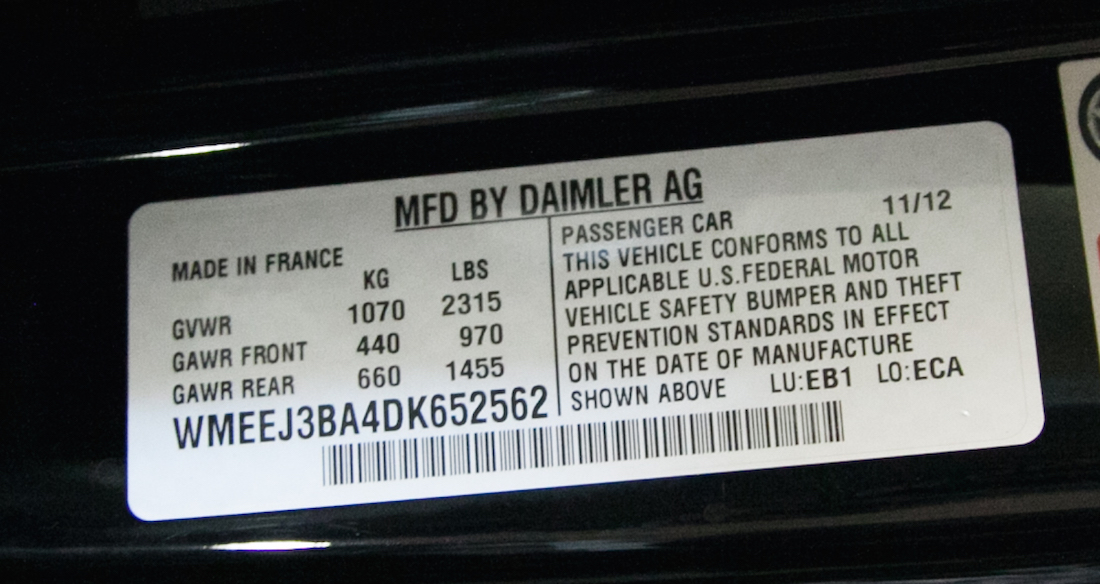 MFD BY DAIMLER AG
MADE IN FRANCE
KG LBS
GVWR 1070 2315
GAWR FRONT 440 970
GAWR REAR 660 1455
WMEEJ3BA4DK652562
11/12
PASSENGER CAR
THIS VEHICLE CONFORMS TO ALL
APPLICABLE U.S.FEDERAL MOTOR
VEHICLE SAFETY BUMPER AND THEFT
PREVENTION STANDARDS IN EFFECT
ON THE DATE OF MANUFACTURE
SHOWN ABOVE LU:EB1 LO:ECA